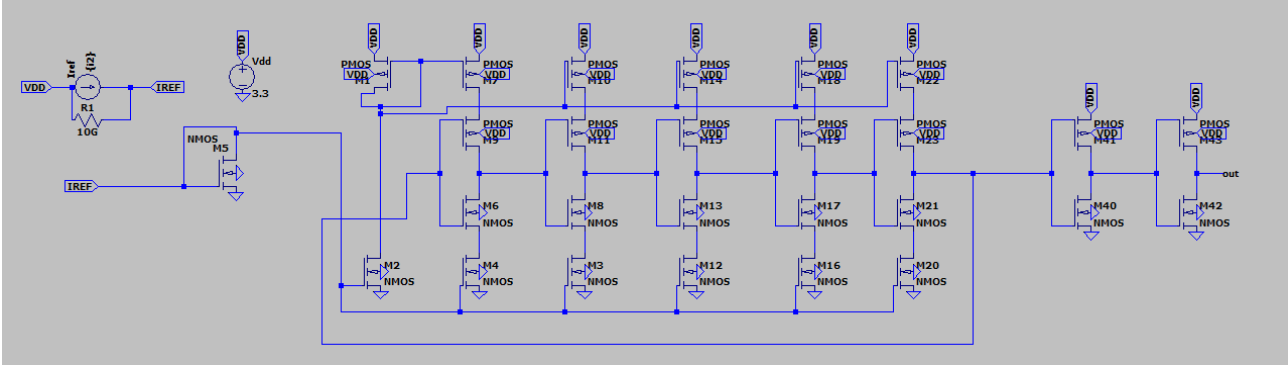 VDD
Iref
{i2}
IREF
R1
10G
VDD
Vdd
3.3
NMOS
M5
IREF
VDD
PMOS
VDD
M1
VDD
PMOS
VDD
M7
VDD
PMOS
VDD
M10
VDD
PMOS
VDD
M14
VDD
PMOS
VDD
M18
VDD
PMOS
VDD
M22
PMOS
VDD
M9
PMOS
VDD
M11
PMOS
VDD
M15
PMOS
VDD
M19
PMOS
VDD
M23
VDD
PMOS
VDD
M41
VDD
PMOS
VDD
M43
out
M6
NMOS
M8
NMOS
M13
NMOS
M17
NMOS
M21
NMOS
M40
NMOS
M42
NMOS
M2
NMOS
M4
NMOS
M3
NMOS
M12
NMOS
M16
NMOS
M20
NMOS